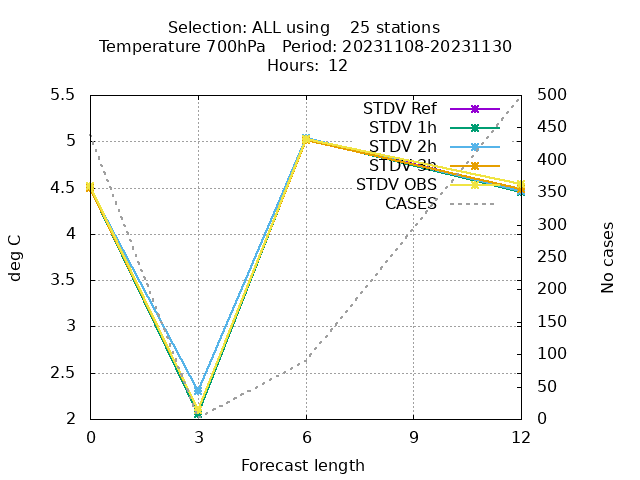 Selection: ALL using    25 stations
Temperature 700hPa   Period: 20231108-20231130
Hours:  12
5.5
5
4.5
4
3.5
3
2.5
2
500
450
400
350
300
250
200
150
100
50
0
STDV Ref
STDV 1h
STDV 2h
STDV 3h
STDV OBS
CASES
deg C
No cases
0 3 6 9 12
Forecast length